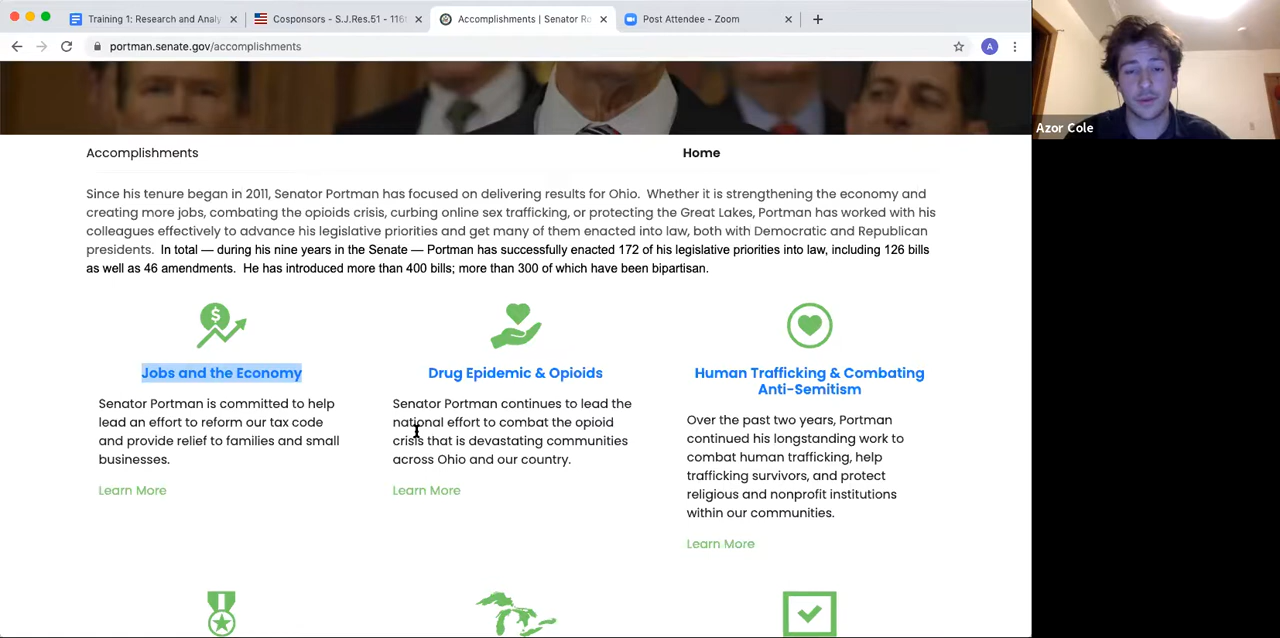 Training 1: Research and Analy
Cosponsors - S.J.Res.51 - 116t
Accomplishments | Senator Ro
Post Attendee - Zoom
portman.senate.gov/accomplishments
A
Azor Cole
Accomplishments
Home
Since his tenure began in 2011, Senator Portman has focused on delivering results for Ohio.  Whether it is strengthening the economy and
creating more jobs, combating the opioids crisis, curbing online sex trafficking, or protecting the Great Lakes, Portman has worked with his
colleagues effectively to advance his legislative priorities and get many of them enacted into law, both with Democratic and Republican
presidents.  In total — during his nine years in the Senate — Portman has successfully enacted 172 of his legislative priorities into law, including 126 bills
as well as 46 amendments.  He has introduced more than 400 bills; more than 300 of which have been bipartisan.
$
Jobs and the Economy
Senator Portman is committed to help
lead an effort to reform our tax code
and provide relief to families and small
businesses.
Learn More
Drug Epidemic & Opioids
Senator Portman continues to lead the
national effort to combat the opioid
crisis that is devastating communities
across Ohio and our country.
Learn More
Human Trafficking & Combating
Anti-Semitism
Over the past two years, Portman
continued his longstanding work to
combat human trafficking, help
trafficking survivors, and protect
religious and nonprofit institutions
within our communities.
Learn More